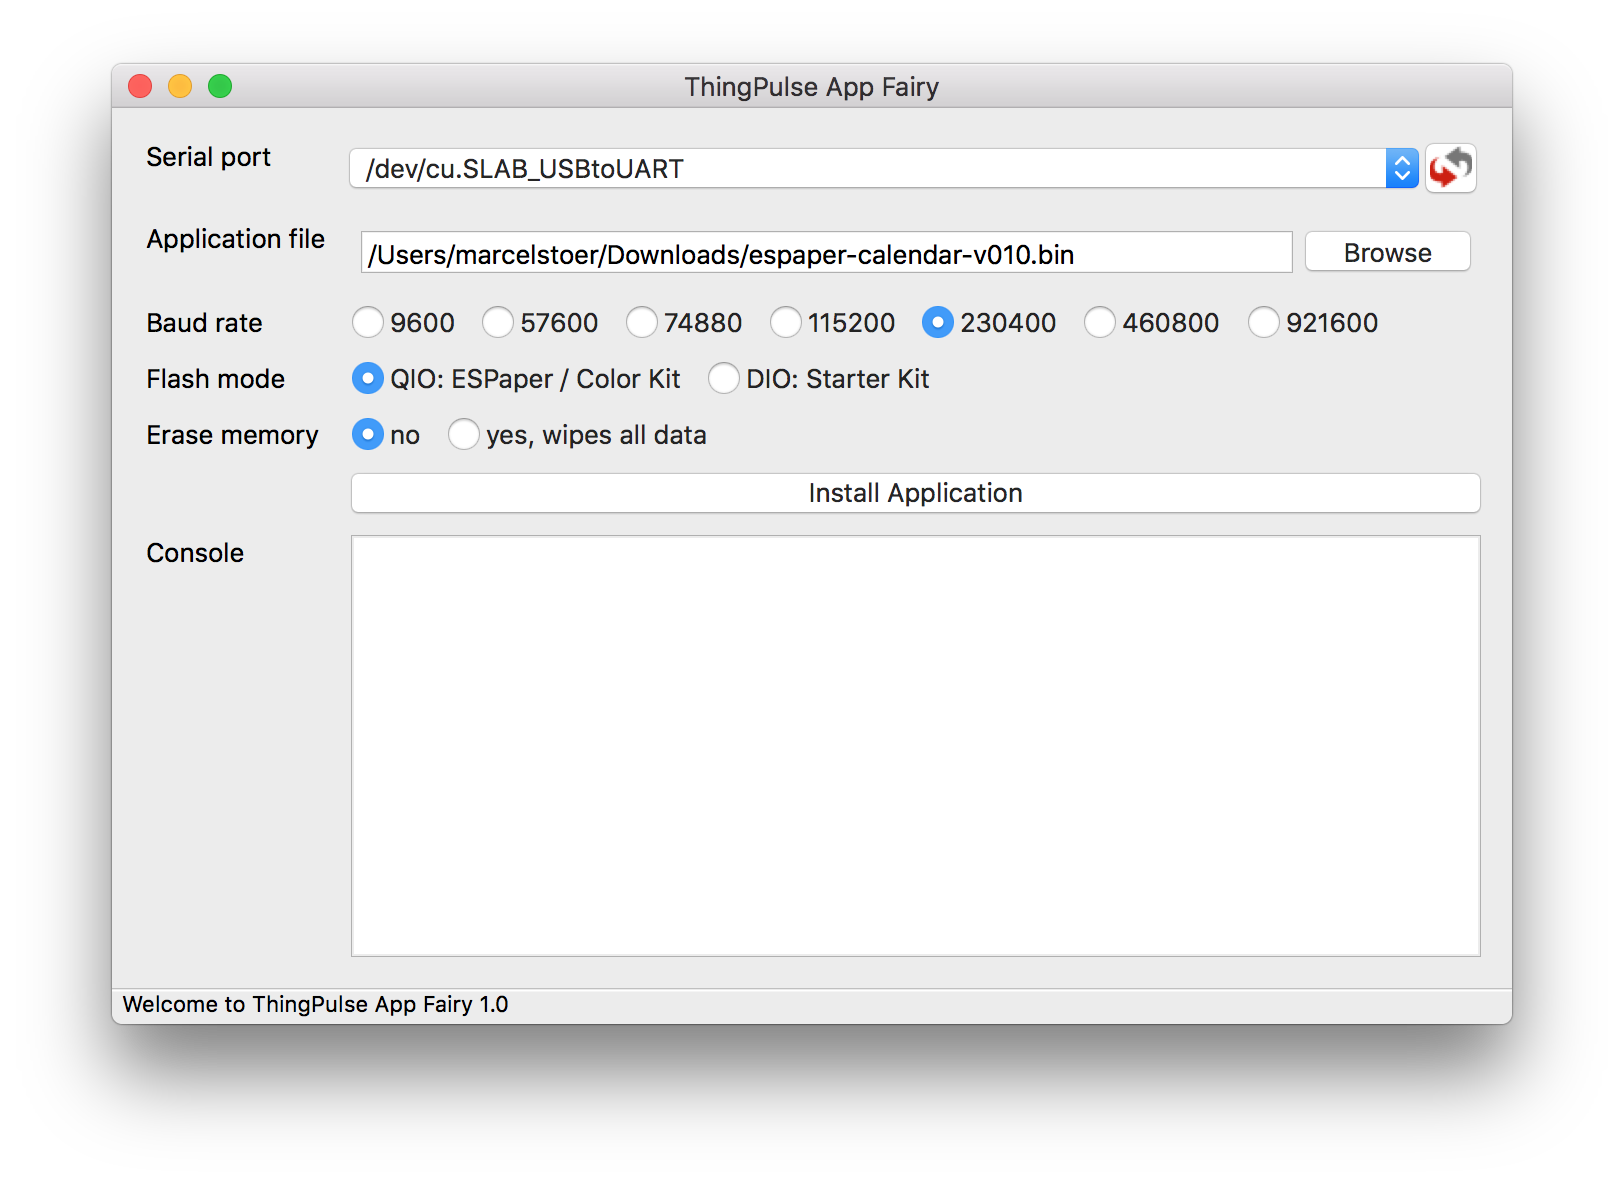 ThingPulse App Fairy
Serial port /dev/cu.SLAB_USBtoUART
Application file /Users/marcelstoer/Downloads/espaper-calendar-v010.bin Browse
Baud rate 9600 57600 74880 115200 230400 460800 921600
Flash mode QIO: ESPaper / Color Kit DIO: Starter Kit
Erase memory no yes, wipes all data
Install Application
Console
Welcome to ThingPulse App Fairy 1.0